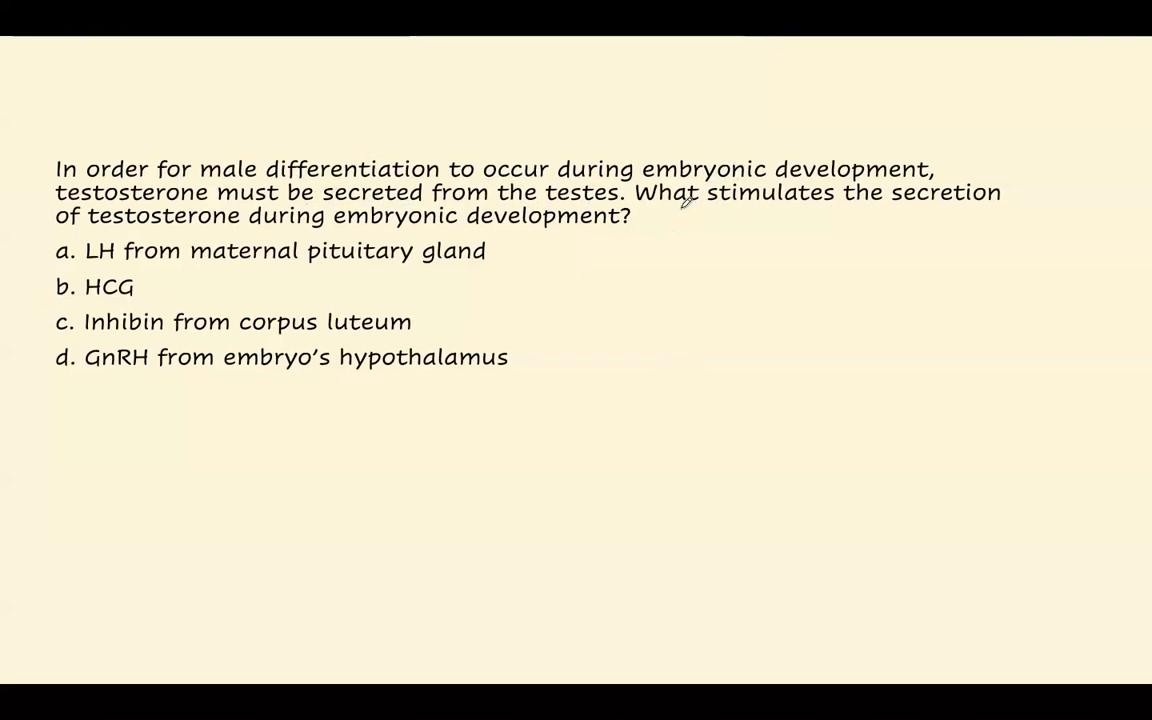 In order for male differentiation to occur during embryonic development,
testosterone must be secreted from the testes. What stimulates the secretion
of testosterone during embryonic development?
a. LH from maternal pituitary gland
b. HCG
c. Inhibin from corpus luteum
d. GnRH from embryo’s hypothalamus